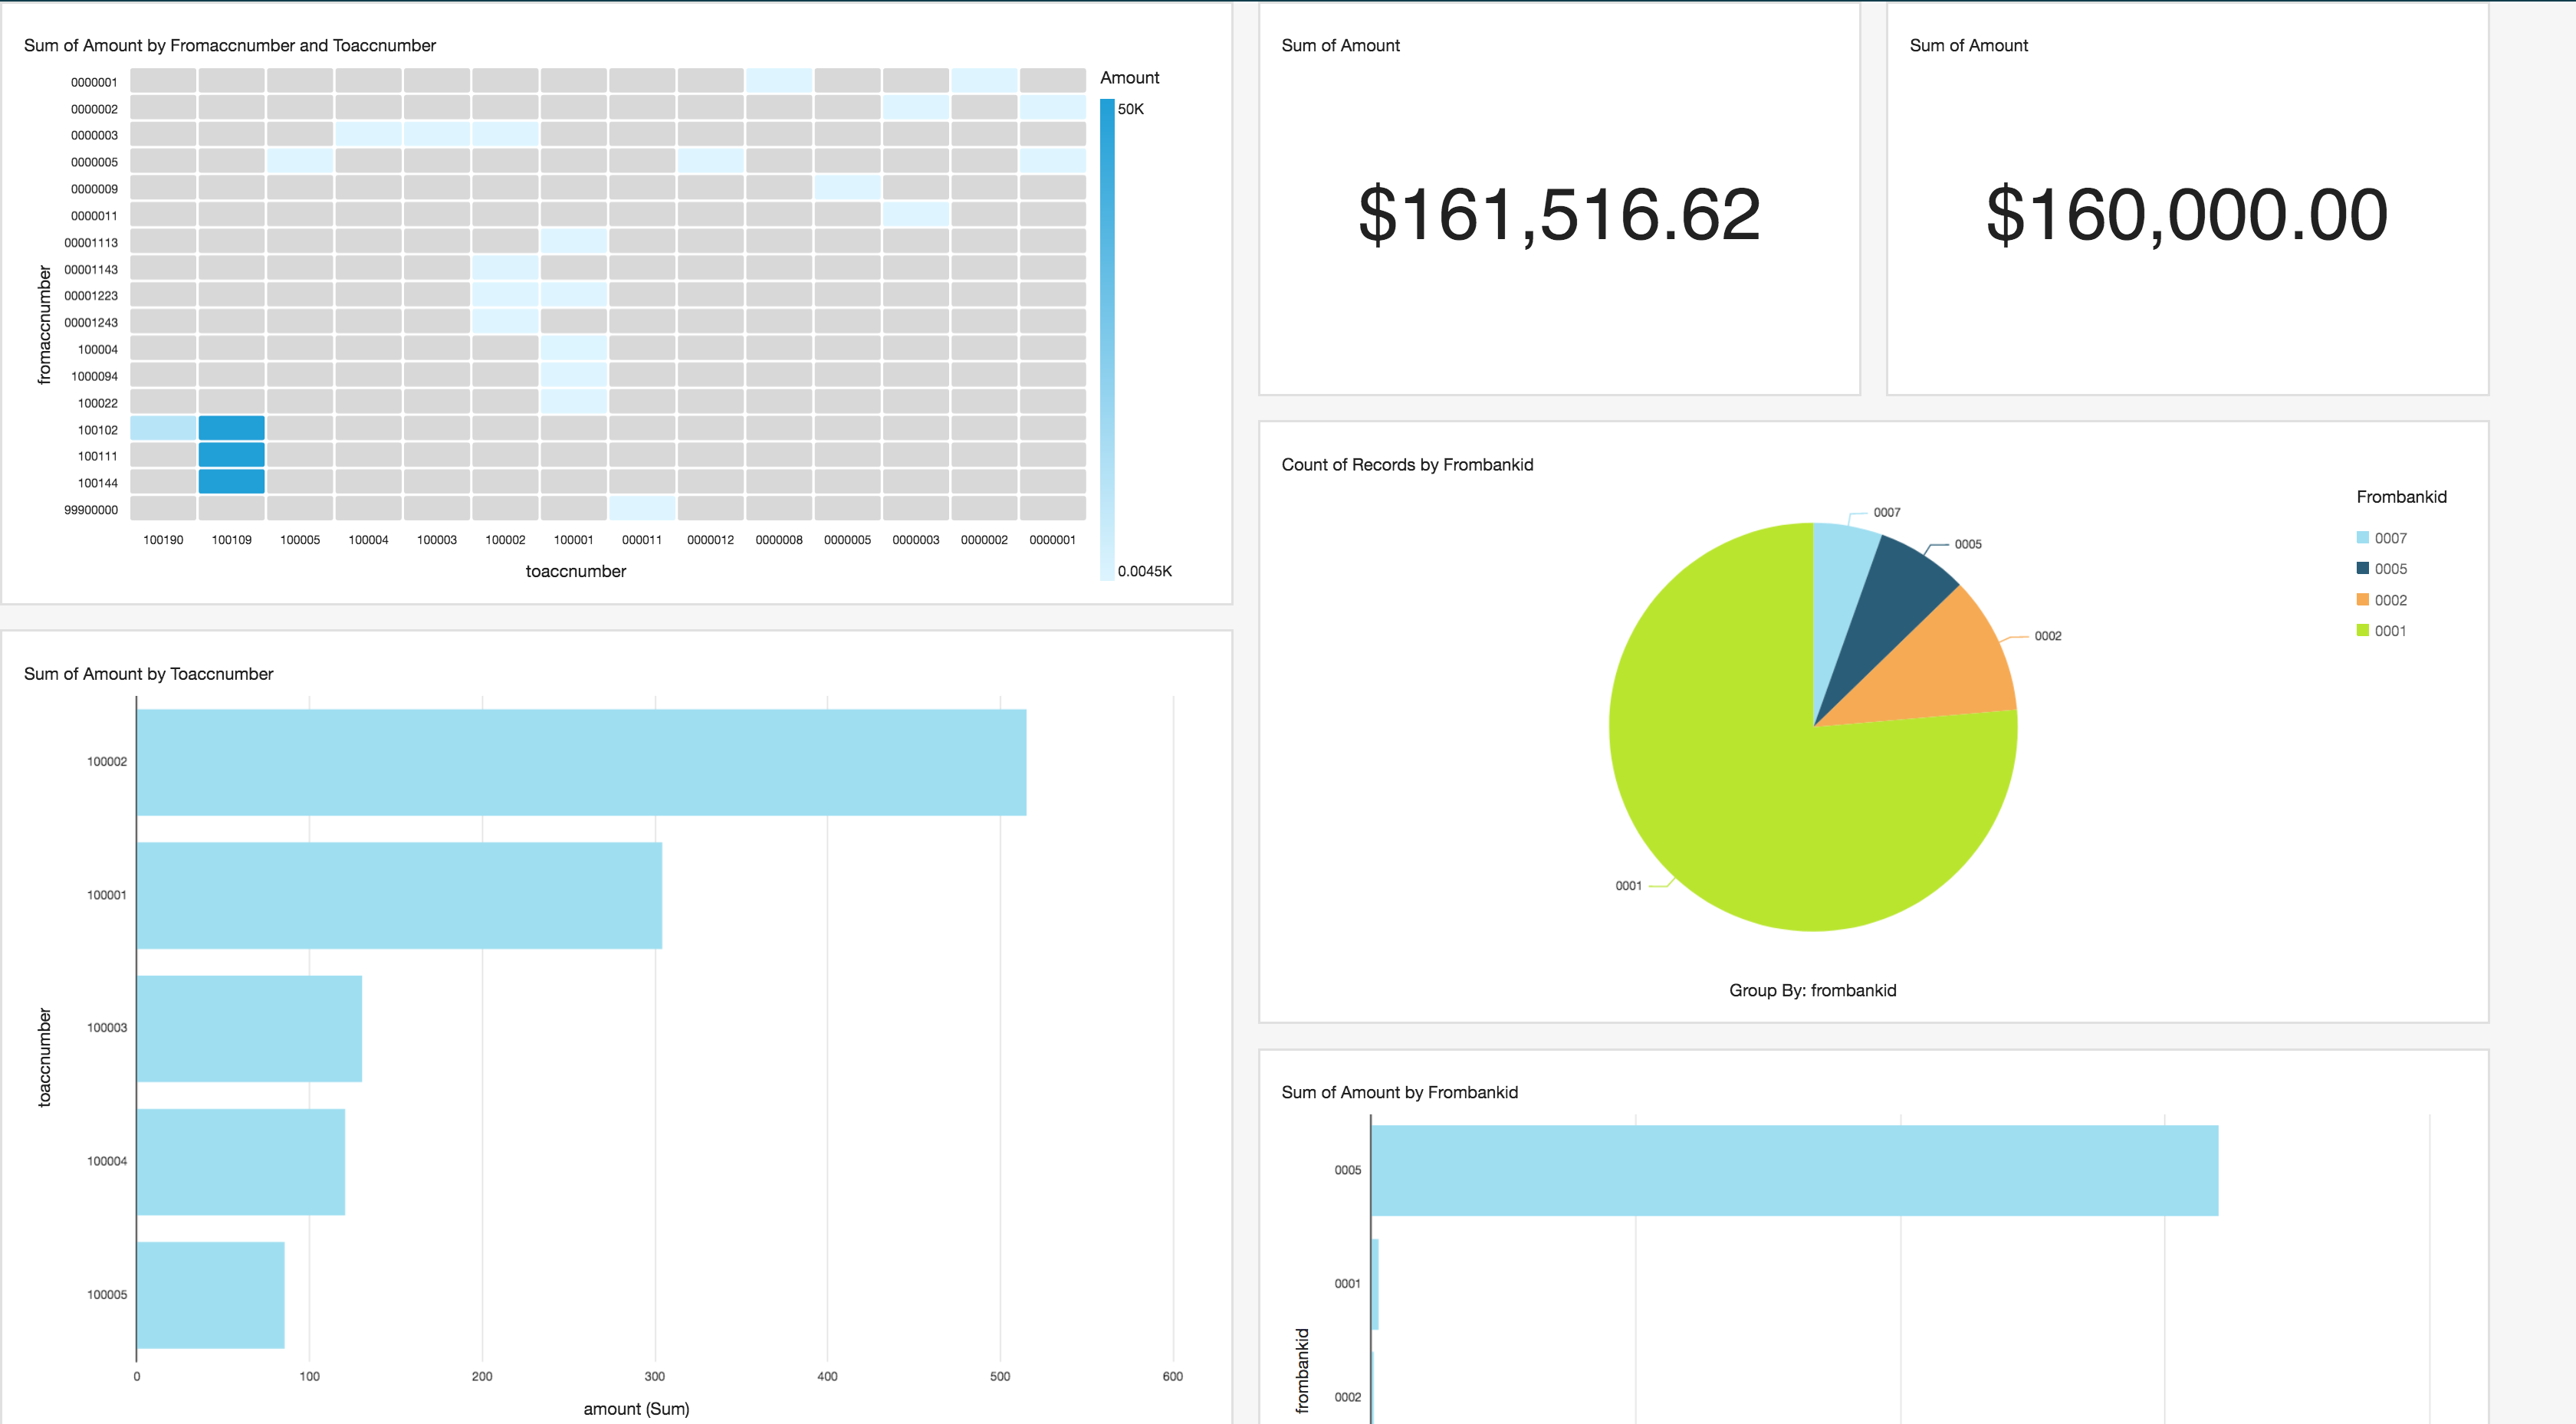 Sum of Amount by Fromaccnumber and Toaccnumber
fromaccnumber
0000001
0000002
0000003
0000005
0000009
0000011
00001113
00001143
00001223
00001243
100004
1000094
100022
100102
100111
100144
99900000
100190 100109 100005 100004 100003 100002 100001 000011 0000012 0000008 0000005 0000003 0000002 0000001
toaccnumber
Amount
50K
0.0045K
Sum of Amount
$161,516.62
Sum of Amount
$160,000.00
Count of Records by Frombankid
0007
0005
0002
0001
Group By: frombankid
Frombankid
0007
0005
0002
0001
Sum of Amount by Toaccnumber
toaccnumber
100002
100001
100003
100004
100005
0 100 200 300 400 500 600
amount (Sum)
Sum of Amount by Frombankid
frombankid
0005
0001
0002